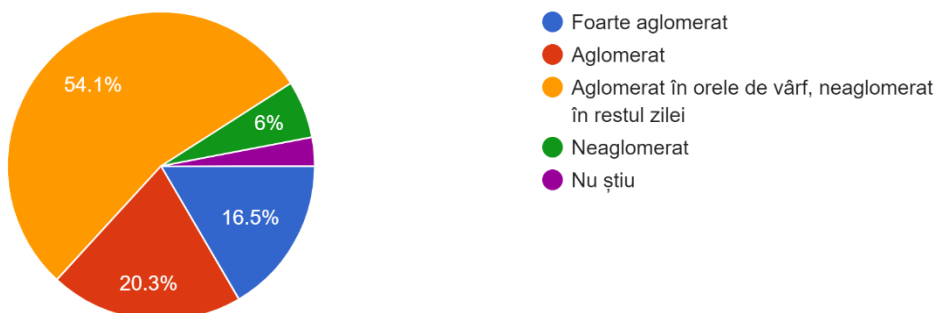 54.1%
6%
16.5%
20.3%
Foarte aglomerat
Aglomerat
Aglomerat în orele de vârf, neaglomerat
în restul zilei
Neaglomerat
Nu știu